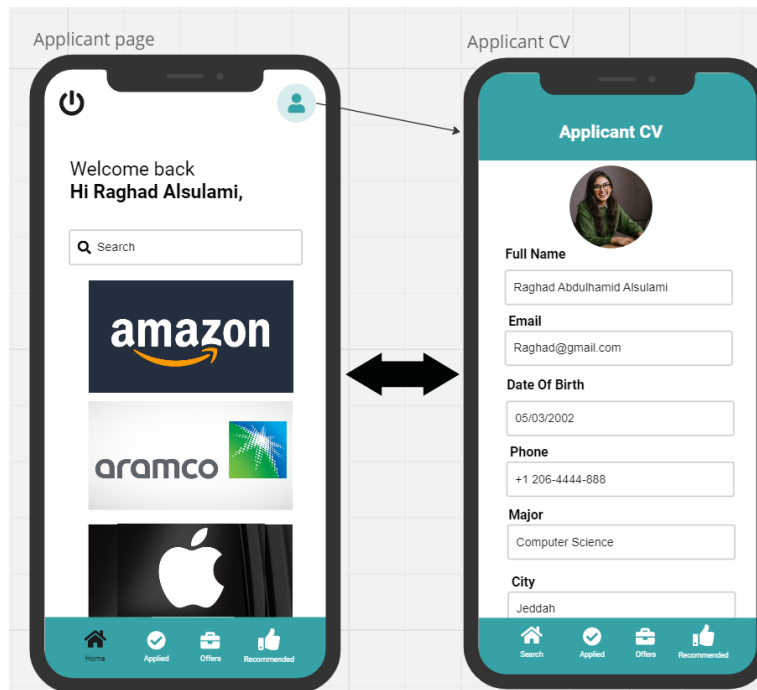 Applicant page
Welcome back
Hi Raghad Alsulami,
Search
amazon
aramco
Home
Applied
Offers
Recommended
Applicant CV
Applicant CV
Full Name
Raghad Abdulhamid Alsulami
Email
Raghad@gmail.com
Date Of Birth
05/03/2002
Phone
+1 206-4444-888
Major
Computer Science
City
Jeddah
Search
Applied
Offers
Recommended